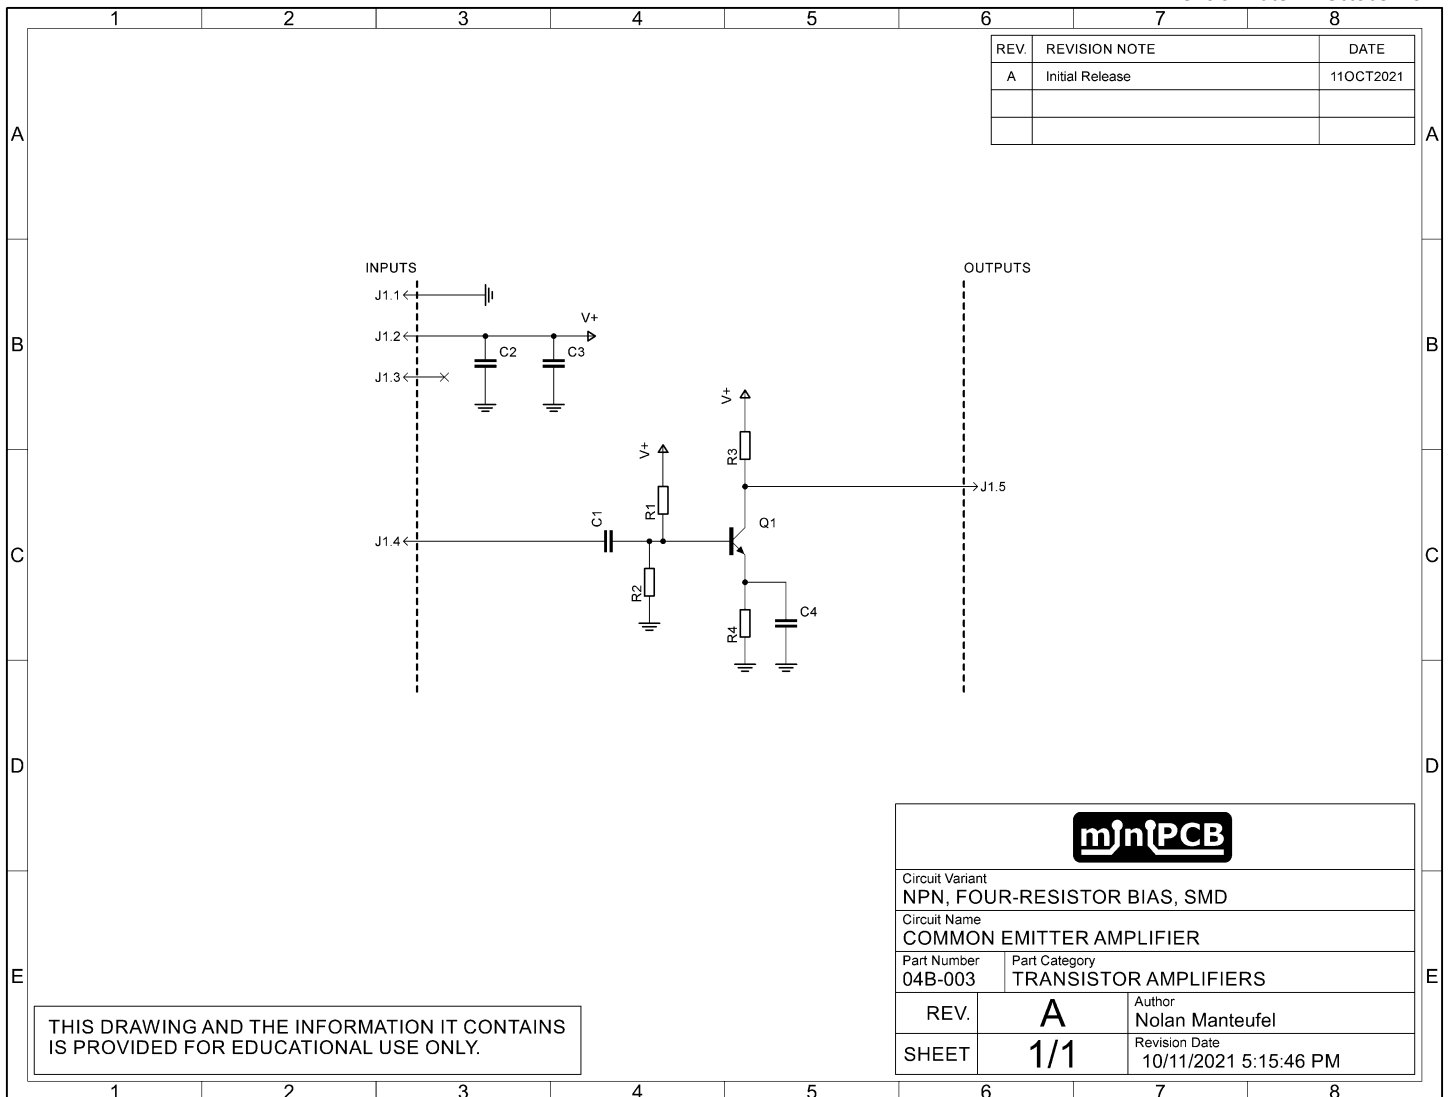 1 2 3 4 5 6 7 8
REV. REVISION NOTE DATE
A Initial Release 11OCT2021
A A
INPUTS OUTPUTS
J1.1
V+
J1.2
B B
C2 C3
J1.3
V+
V+
R3
J1.5
R1
C1
Q1
J1.4
C C
R2
C4
R4
D D
miniPCB
Circuit Variant
NPN, FOUR-RESISTOR BIAS, SMD
Circuit Name
COMMON EMITTER AMPLIFIER
Part Number Part Category
04B-003 TRANSISTOR AMPLIFIERS
E E
REV. A Author
Nolan Manteufel
SHEET 1/1 Revision Date
10/11/2021 5:15:46 PM
THIS DRAWING AND THE INFORMATION IT CONTAINS
IS PROVIDED FOR EDUCATIONAL USE ONLY.
1 2 3 4 5 6 7 8